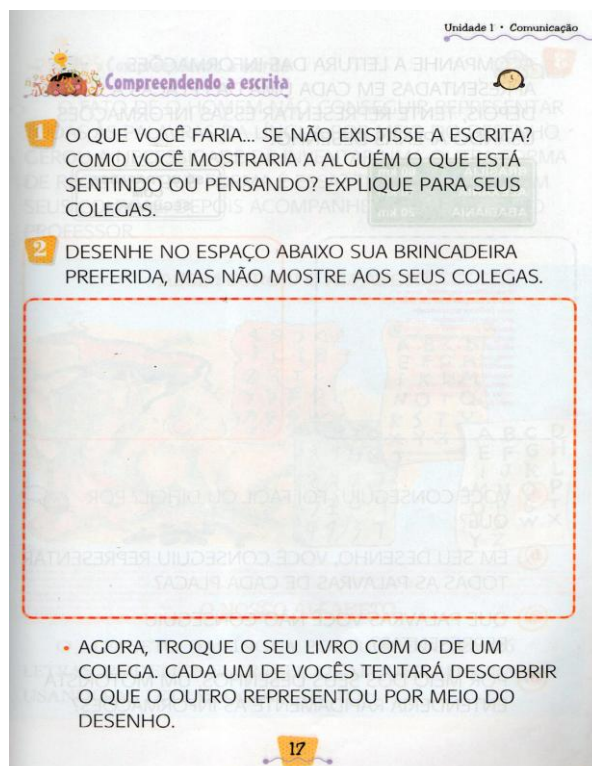 Unidade 1 • Comunicação
Compreendendo a escrita
1 O QUE VOCÊ FARIA... SE NÃO EXISTISSE A ESCRITA?
COMO VOCÊ MOSTRARIA A ALGUÉM O QUE ESTÁ
SENTINDO OU PENSANDO? EXPLIQUE PARA SEUS
COLEGAS.
2 DESENHE NO ESPAÇO ABAIXO SUA BRINCADEIRA
PREFERIDA, MAS NÃO MOSTRE AOS SEUS COLEGAS.
• AGORA, TROQUE O SEU LIVRO COM O DE UM
COLEGA. CADA UM DE VOCÊS TENTARÁ DESCOBRIR
O QUE O OUTRO REPRESENTOU POR MEIO DO
DESENHO.
17